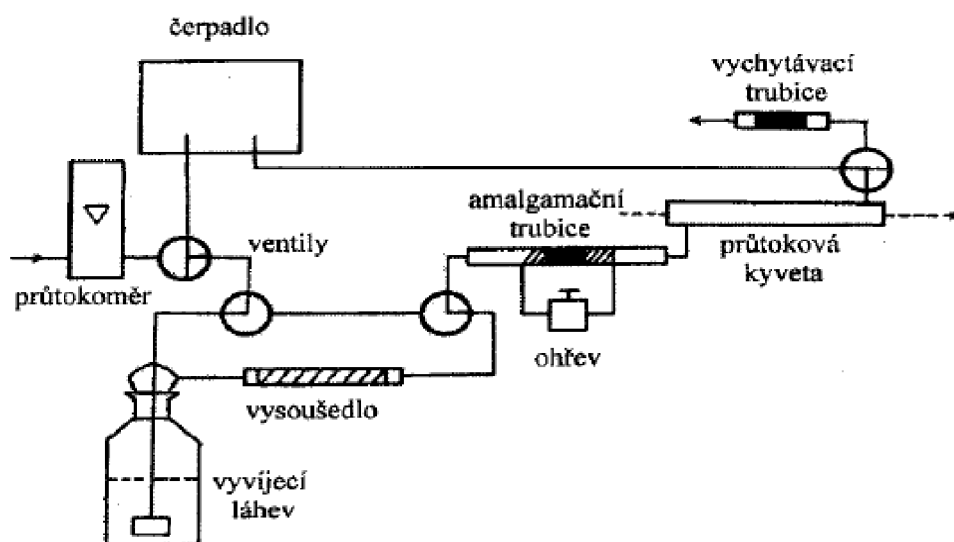 čerpadlo
vychytávací
trubice
amalgamační
trubice
ventily
průtoková
kyveta
průtokoměr
ohřev
vysoušedlo
vyvíjecí
láhev